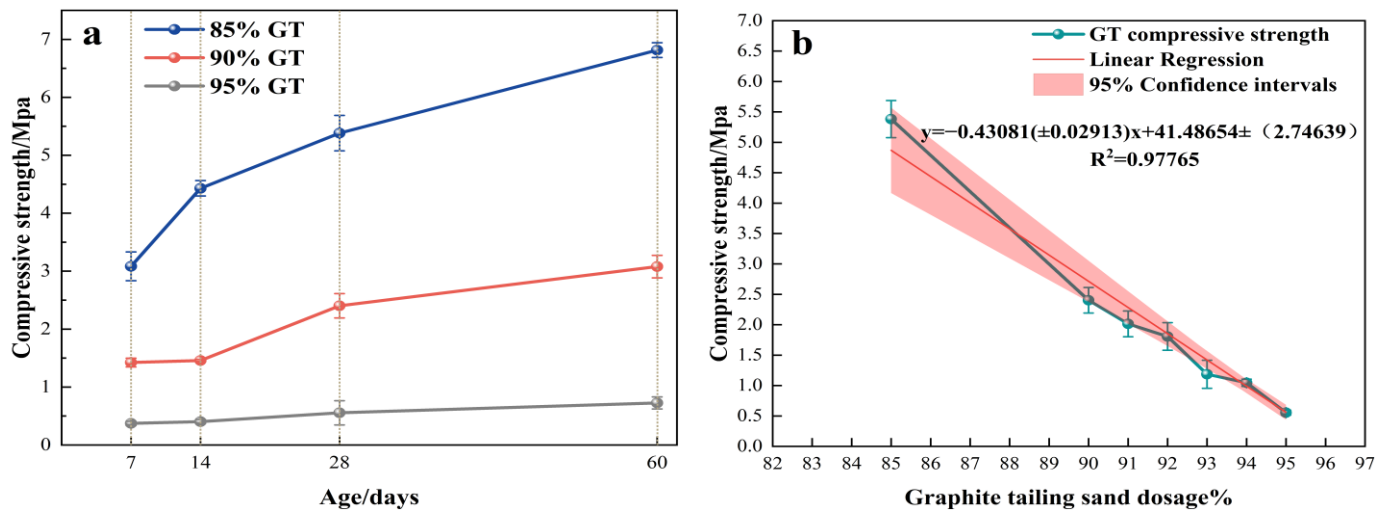 a
85% GT
90% GT
95% GT
7
6
5
4
3
2
1
0
Compressive strength/Mpa
7 14 28 60
Age/days
b
GT compressive strength
Linear Regression
95% Confidence intervals
y=−0.43081(±0.02913)x+41.48654±（2.74639）
R²=0.97765
7.0
6.5
6.0
5.5
5.0
4.5
4.0
3.5
3.0
2.5
2.0
1.5
1.0
0.5
0.0
Compressive strength/Mpa
82 83 84 85 86 87 88 89 90 91 92 93 94 95 96 97
Graphite tailing sand dosage%